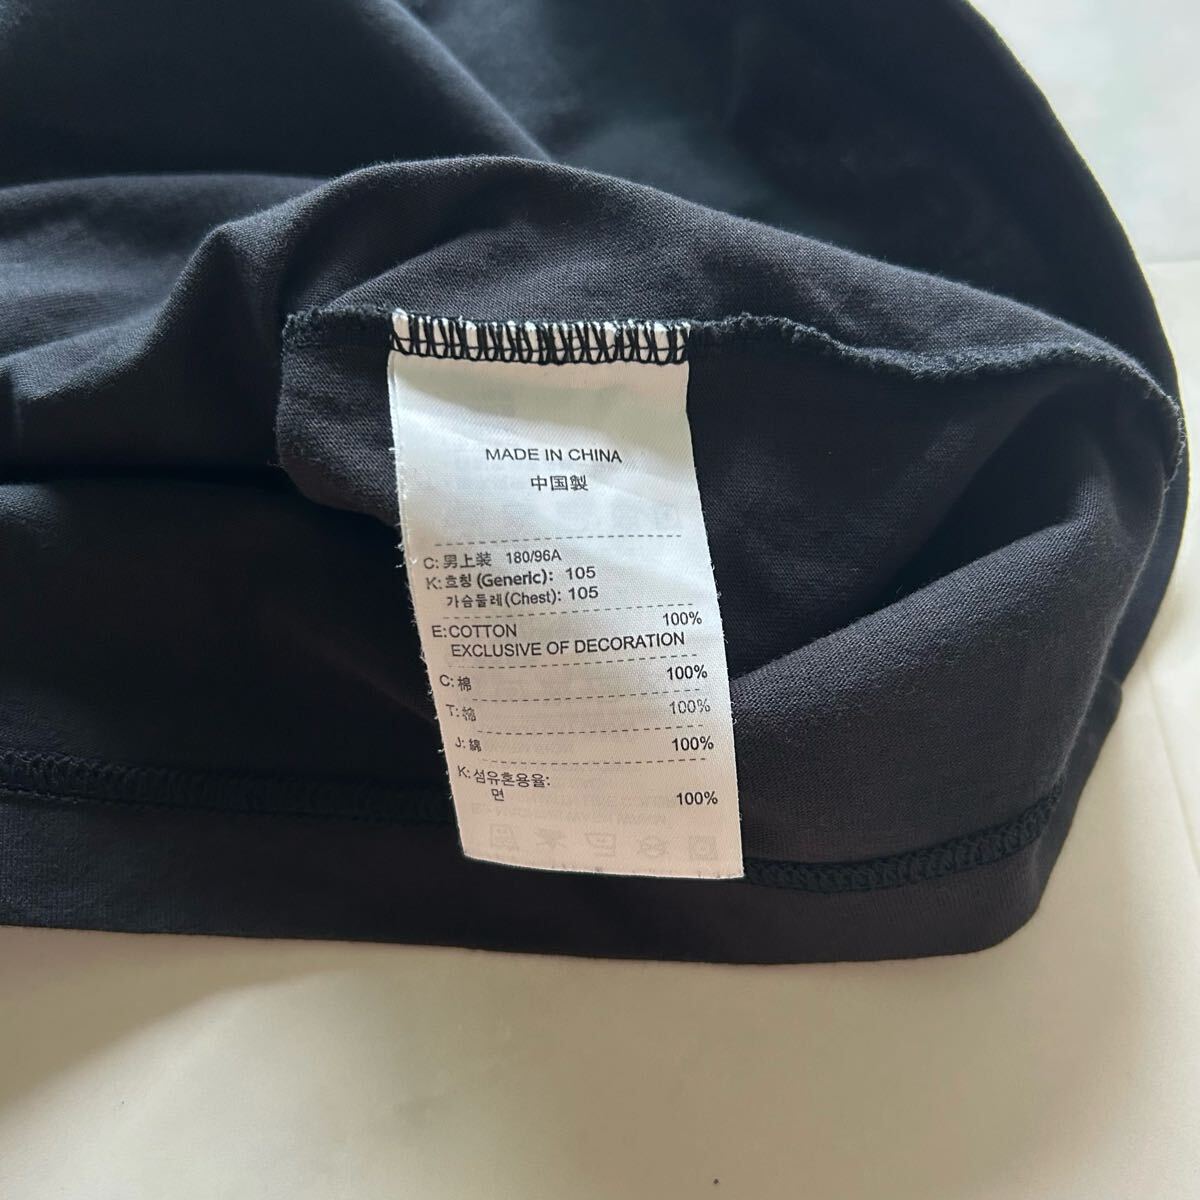 MADE IN CHINA
中国製
C: 男上装 180/96A
K: 호칭 (Generic): 105
가슴둘레(Chest): 105
E: COTTON 100%
EXCLUSIVE OF DECORATION
C: 棉 100%
T: 棉 100%
J: 綿 100%
K: 섬유혼용율:
면 100%